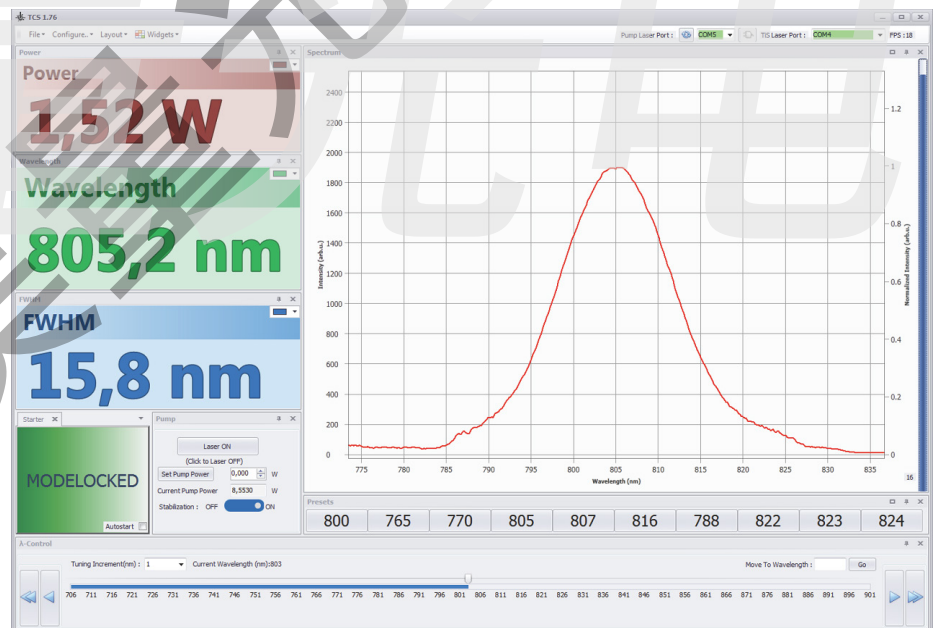 TCS 1.76
File Configure.. Layout Widgets
Pump Laser Port : COM5 TIS Laser Port : COM4 FPS :18
Power
Power
1,52 W
Wavelength
Wavelength
805,2 nm
FWHM
FWHM
15,8 nm
Starter
MODELOCKED
Autostart
Pump
Laser ON
(Click to Laser OFF)
Set Pump Power 0,000 W
Current Pump Power 8,5530 W
Stabilization : OFF ON
Spectrum
Intensity (arb.u.)
2400
2200
2000
1800
1600
1400
1200
1000
800
600
400
200
0
775 780 785 790 795 800 805 810 815 820 825 830 835
Wavelength (nm)
1.2
1
0.8
0.6
0.4
0.2
0
Normalized Intensity (arb.u.)
16
Presets
800 765 770 805 807 816 788 822 823 824
λ-Control
Tuning Increment(nm) : 1 Current Wavelength (nm):803 Move To Wavelength : Go
706 711 716 721 726 731 736 741 746 751 756 761 766 771 776 781 786 791 796 801 806 811 816 821 826 831 836 841 846 851 856 861 866 871 876 881 886 891 896 901